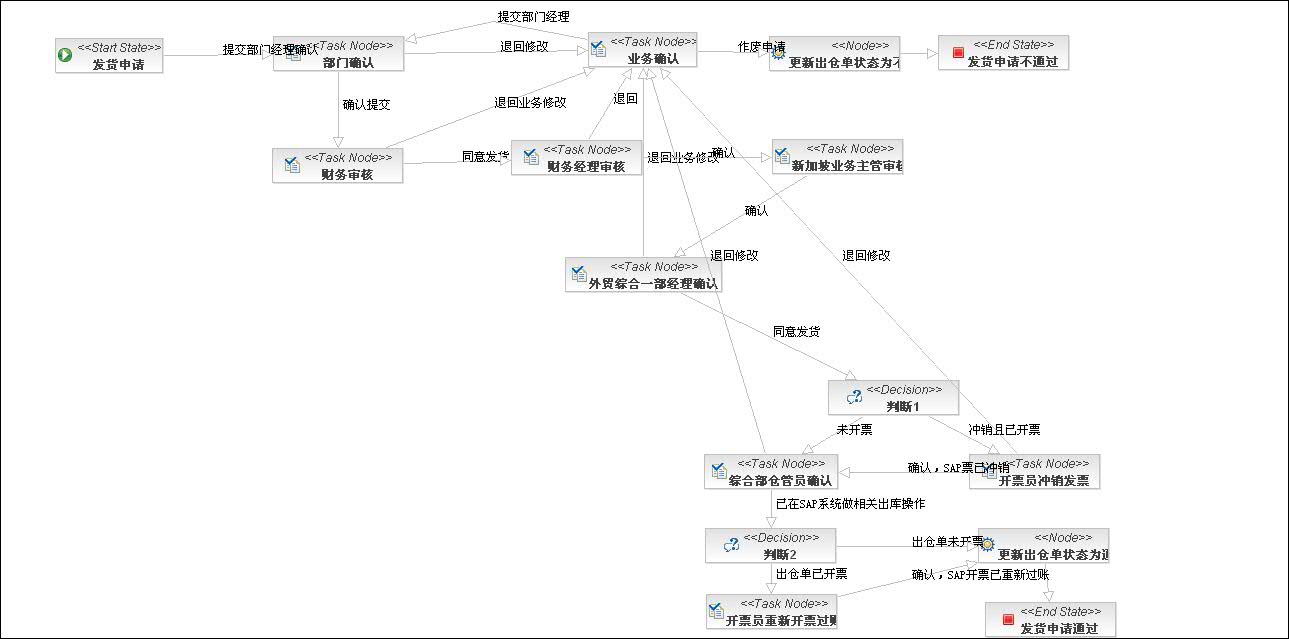 提交部门经理
<<Start State>>
发货申请
提交部门经理确认
<<Task Node>>
部门确认
退回修改
<<Task Node>>
业务确认
作废申请
<<Node>>
更新出仓单状态为不
<<End State>>
发货申请不通过
确认提交
退回业务修改
退回
<<Task Node>>
财务审核
同意发货
<<Task Node>>
财务经理审核
退回业务修改
确认
<<Task Node>>
新加坡业务主管审核
确认
退回修改
退回修改
<<Task Node>>
外贸综合一部经理确认
同意发货
<<Decision>>
判断1
未开票
冲销且已开票
<<Task Node>>
综合部仓管员确认
确认，SAP票已冲销
<<Task Node>>
开票员冲销发票
已在SAP系统做相关出库操作
<<Decision>>
判断2
出仓单未开票
<<Node>>
更新出仓单状态为通
出仓单已开票
确认，SAP开票已重新过账
<<Task Node>>
开票员重新开票过账
<<End State>>
发货申请通过